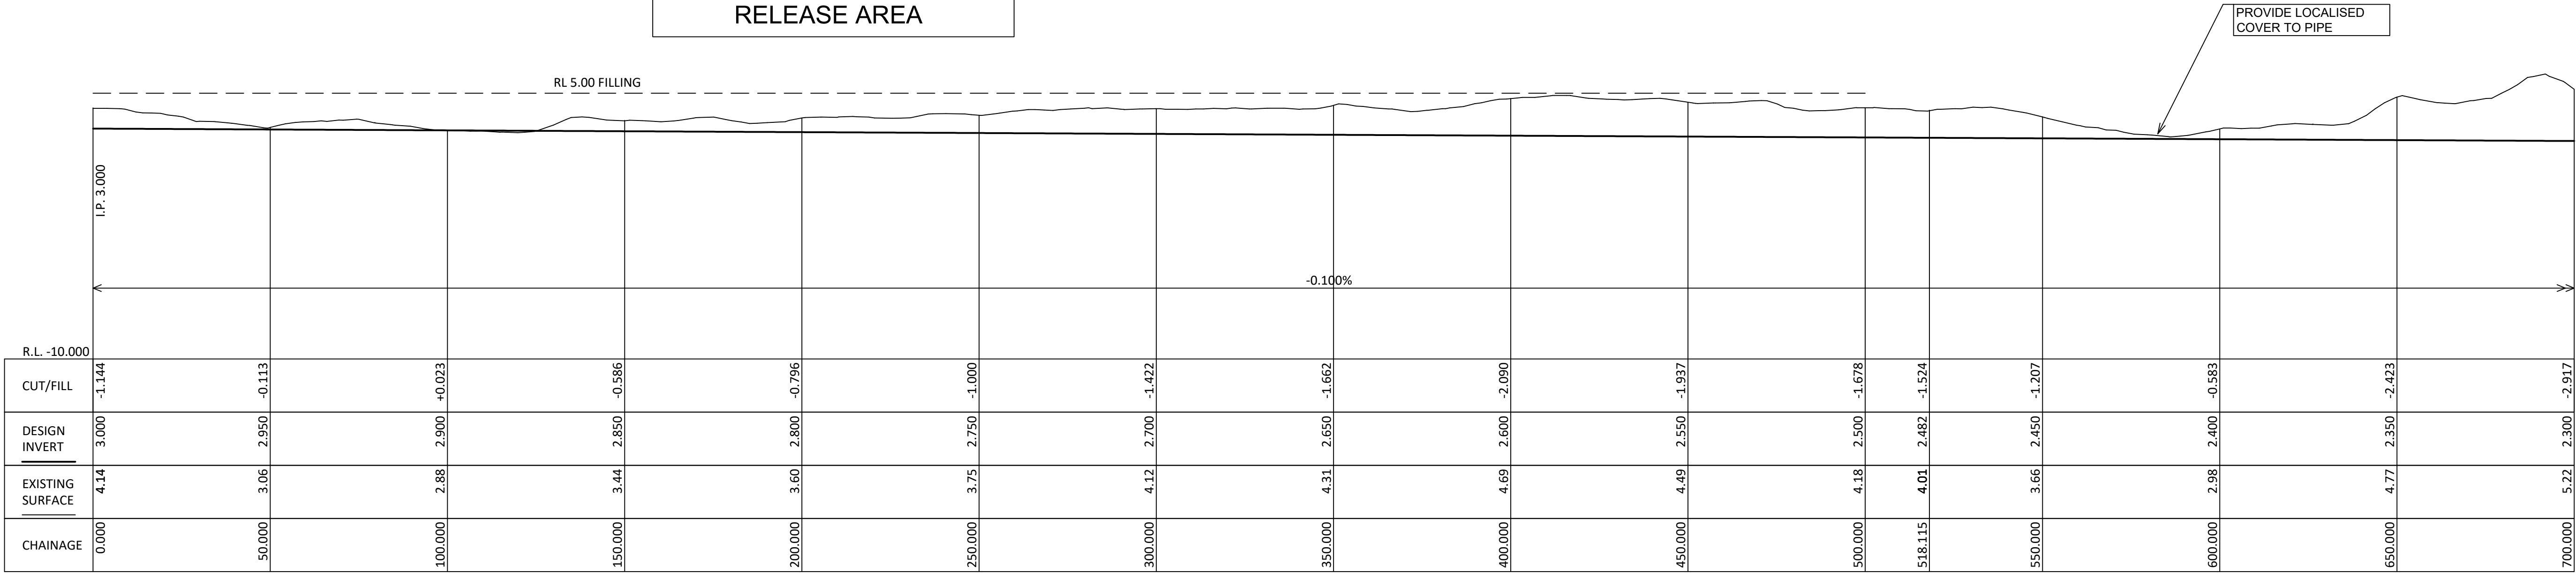 RELEASE AREA
PROVIDE LOCALISED
COVER TO PIPE
RL 5.00 FILLING
I.P. 3.000
-0.100%
R.L. -10.000
CUT/FILL -1.144 -0.113 +0.023 -0.586 -0.796 -1.000 -1.422 -1.662 -2.090 -1.937 -1.678 -1.524 -1.207 -0.583 -2.423 -2.917
DESIGN
INVERT 3.000 2.950 2.900 2.850 2.800 2.750 2.700 2.650 2.600 2.550 2.500 2.482 2.450 2.400 2.350 2.300
EXISTING
SURFACE 4.14 3.06 2.88 3.44 3.60 3.75 4.12 4.31 4.69 4.49 4.18 4.01 3.66 2.98 4.77 5.22
CHAINAGE 0.000 50.000 100.000 150.000 200.000 250.000 300.000 350.000 400.000 450.000 500.000 518.115 550.000 600.000 650.000 700.000